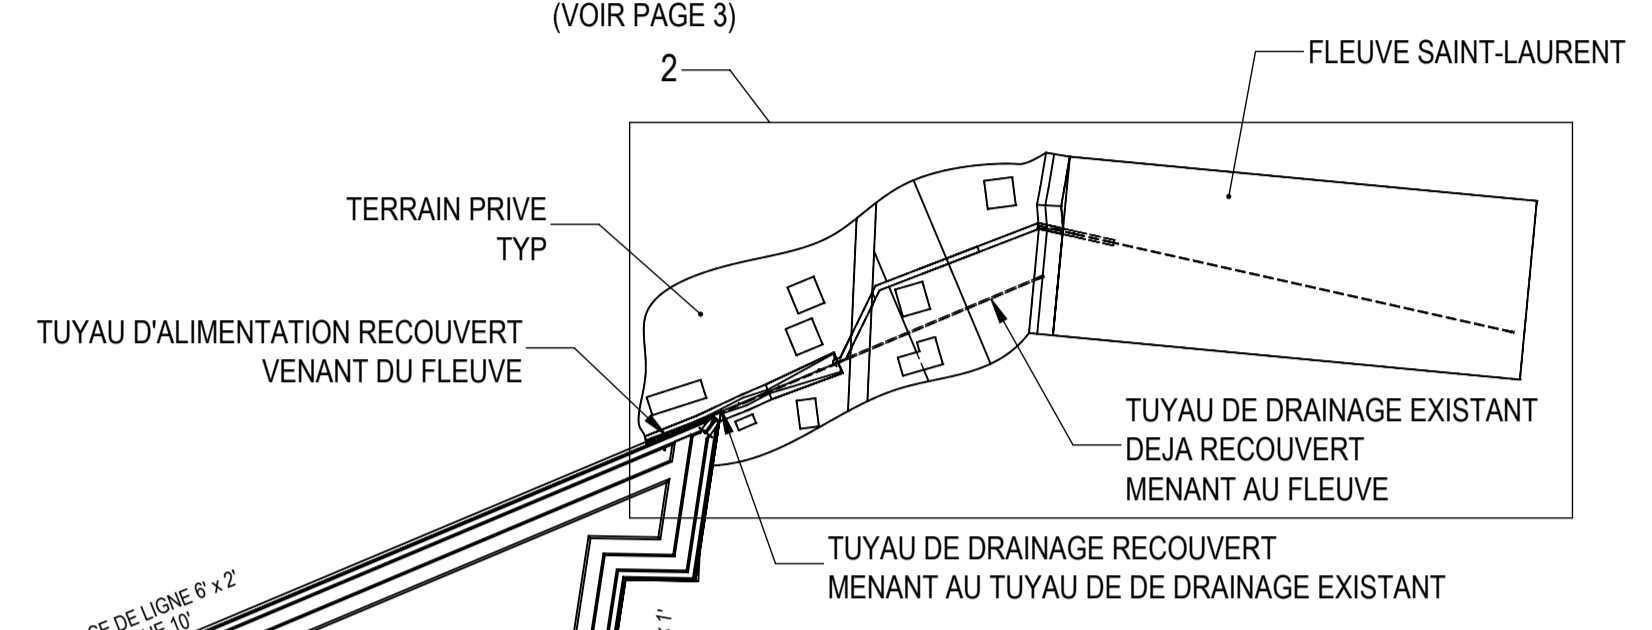 (VOIR PAGE 3)
2
FLEUVE SAINT-LAURENT
TERRAIN PRIVE
TYP
TUYAU D'ALIMENTATION RECOUVERT
VENANT DU FLEUVE
TUYAU DE DRAINAGE EXISTANT
DEJA RECOUVERT
MENANT AU FLEUVE
TUYAU DE DRAINAGE RECOUVERT
MENANT AU TUYAU DE DE DRAINAGE EXISTANT
DE LIGNE 6' x 2'
10'
x 1'